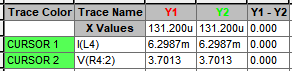 Trace Color Trace Name Y1 Y2 Y1 - Y2
X Values 131.200u 131.200u 0.000
CURSOR 1 I(L4) 6.2987m 6.2987m 0.000
CURSOR 2 V(R4:2) 3.7013 3.7013 0.000